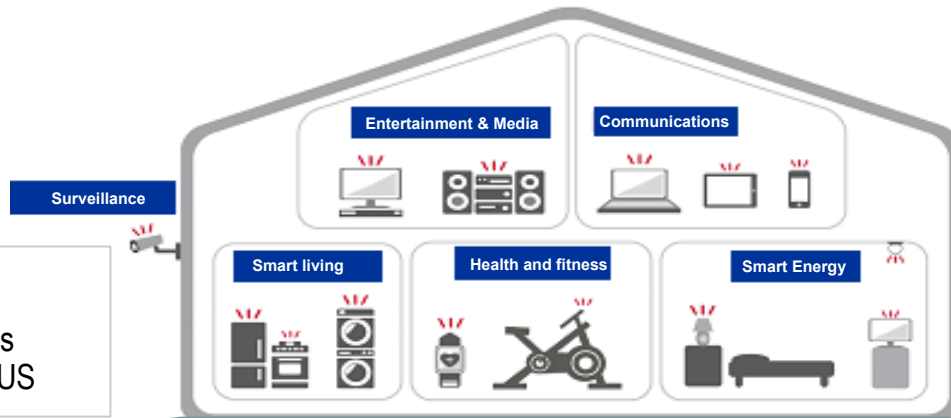 Entertainment & Media
Communications
Surveillance
Smart living
Health and fitness
Smart Energy
s
US